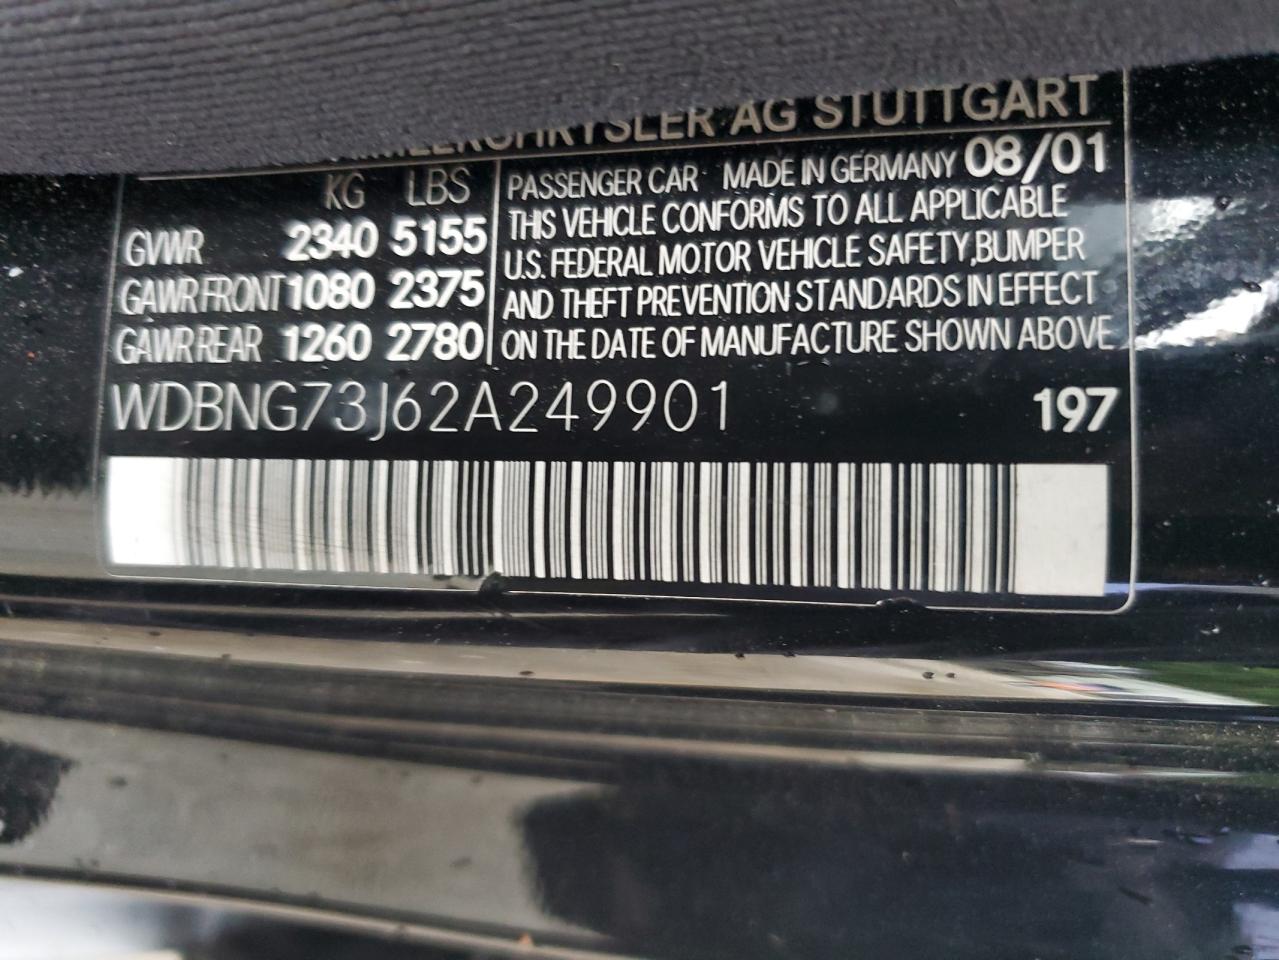 AG STUTTGART
KG LBS
GVWR 2340 5155
GAWR FRONT 1080 2375
GAWR REAR 1260 2780
PASSENGER CAR MADE IN GERMANY 08/01
THIS VEHICLE CONFORMS TO ALL APPLICABLE
U.S. FEDERAL MOTOR VEHICLE SAFETY, BUMPER
AND THEFT PREVENTION STANDARDS IN EFFECT
ON THE DATE OF MANUFACTURE SHOWN ABOVE
WDBNG73J62A249901
197